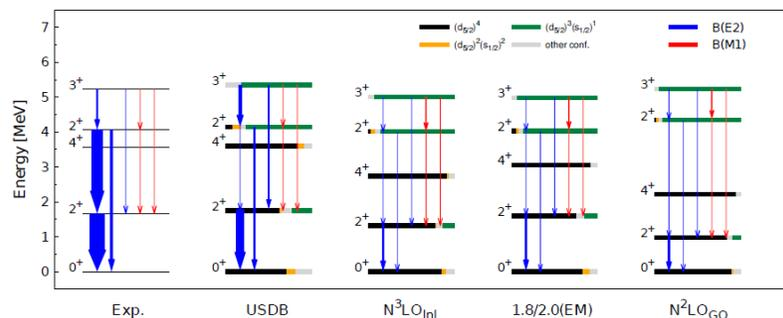 7
6
5
4
3
2
1
0
Energy [MeV]
(d5/2)^4
(d5/2)^3(s1/2)^1
(d5/2)^2(s1/2)^2
other conf.
B(E2)
B(M1)
3+
2+
4+
2+
0+
3+
2+
4+
2+
0+
3+
2+
4+
2+
0+
3+
2+
4+
2+
0+
3+
2+
4+
2+
0+
Exp.
USDB
N^3LO_lnl
1.8/2.0(EM)
N^2LO_GO